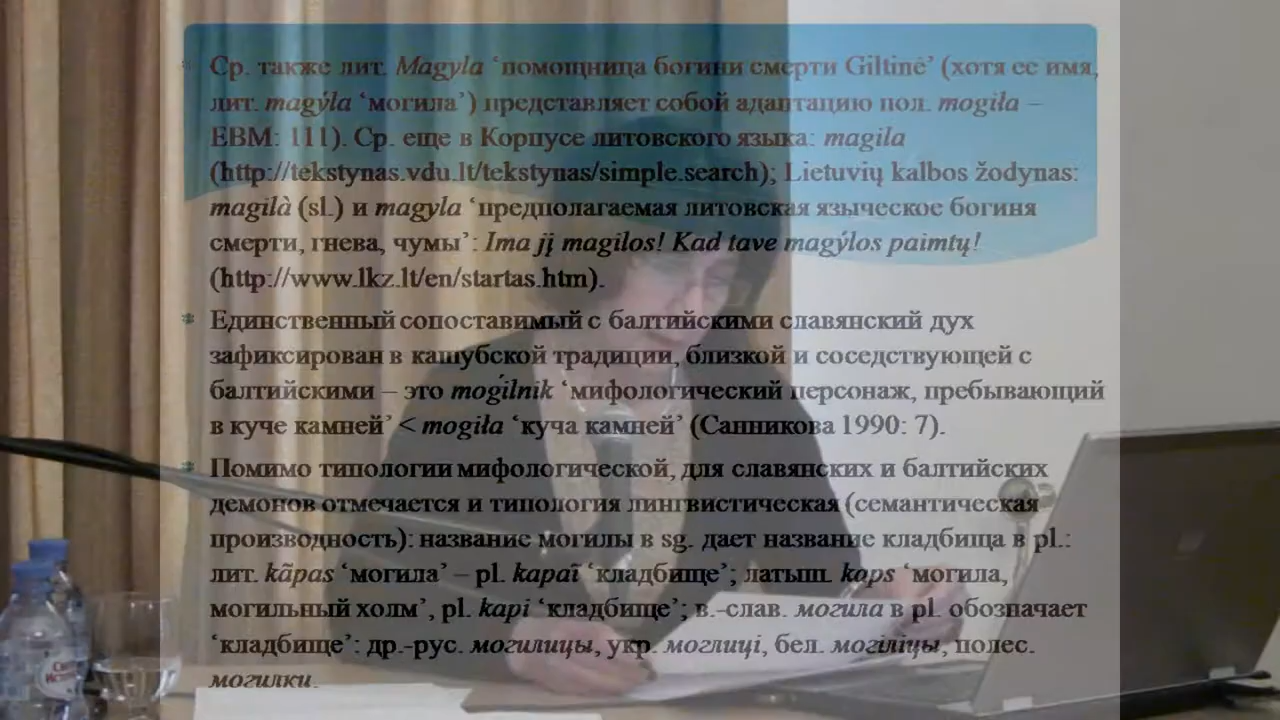 Ср. также лит. Magyla ‘помощница богини смерти Giltinė’ (хотя ее имя,
лит. magýla ‘могила’) представляет собой адаптацию пол. mogiła –
ЕВМ: 111). Ср. еще в Корпусе литовского языка: magila
(http://tekstynas.vdu.lt/tekstynas/simple.search); Lietuvių kalbos žodynas:
magilà (sl.) и magyla ‘предполагаемая литовская языческое богиня
смерти, гнева, чумы’: Ima jį magilos! Kad tave magýlos paimtų!
(http://www.lkz.lt/en/startas.htm).
Единственный сопоставимый с балтийскими славянский дух
зафиксирован в кашубской традиции, близкой и соседствующей с
балтийскими – это mogílnik ‘мифологический персонаж, пребывающий
в куче камней’ < mogiła ‘куча камней’ (Санникова 1990: 7).
Помимо типологии мифологической, для славянских и балтийских
демонов отмечается и типология лингвистическая (семантическая
производность): название могилы в sg. дает название кладбища в pl.:
лит. kãpas ‘могила’ – pl. kapaĩ ‘кладбище’; латыш. kaps ‘могила,
могильный холм’, pl. kapi ‘кладбище’; в.-слав. могила в pl. обозначает
‘кладбище’: др.-рус. могилицы, укр. моглиці, бел. могіліцы, полес.
могилки.